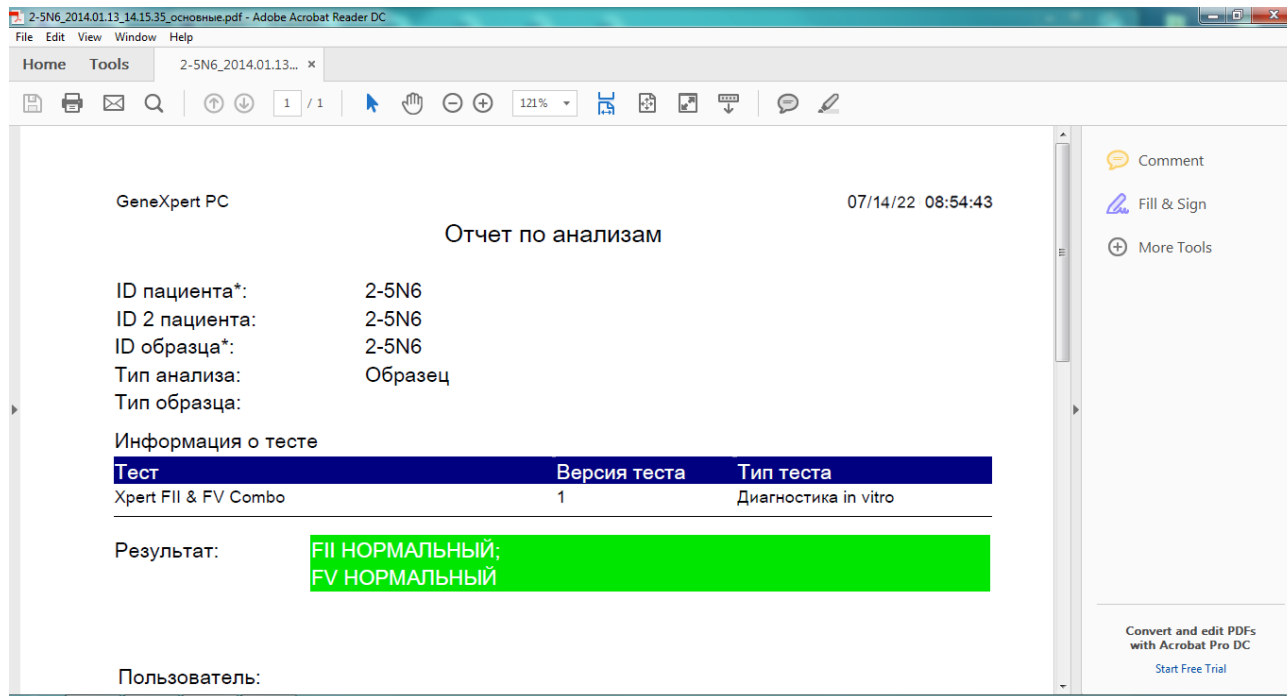 2-5N6_2014.01.13_14.15.35_основные.pdf - Adobe Acrobat Reader DC
File Edit View Window Help
Home Tools 2-5N6_2014.01.13... ×
1 / 1 121%
GeneXpert PC 07/14/22 08:54:43
Отчет по анализам
ID пациента*: 2-5N6
ID 2 пациента: 2-5N6
ID образца*: 2-5N6
Тип анализа: Образец
Тип образца:
Информация о тесте
Тест Версия теста Тип теста
Xpert FII & FV Combo 1 Диагностика in vitro
Результат: FII НОРМАЛЬНЫЙ;
FV НОРМАЛЬНЫЙ
Пользователь:
Comment
Fill & Sign
More Tools
Convert and edit PDFs
with Acrobat Pro DC
Start Free Trial